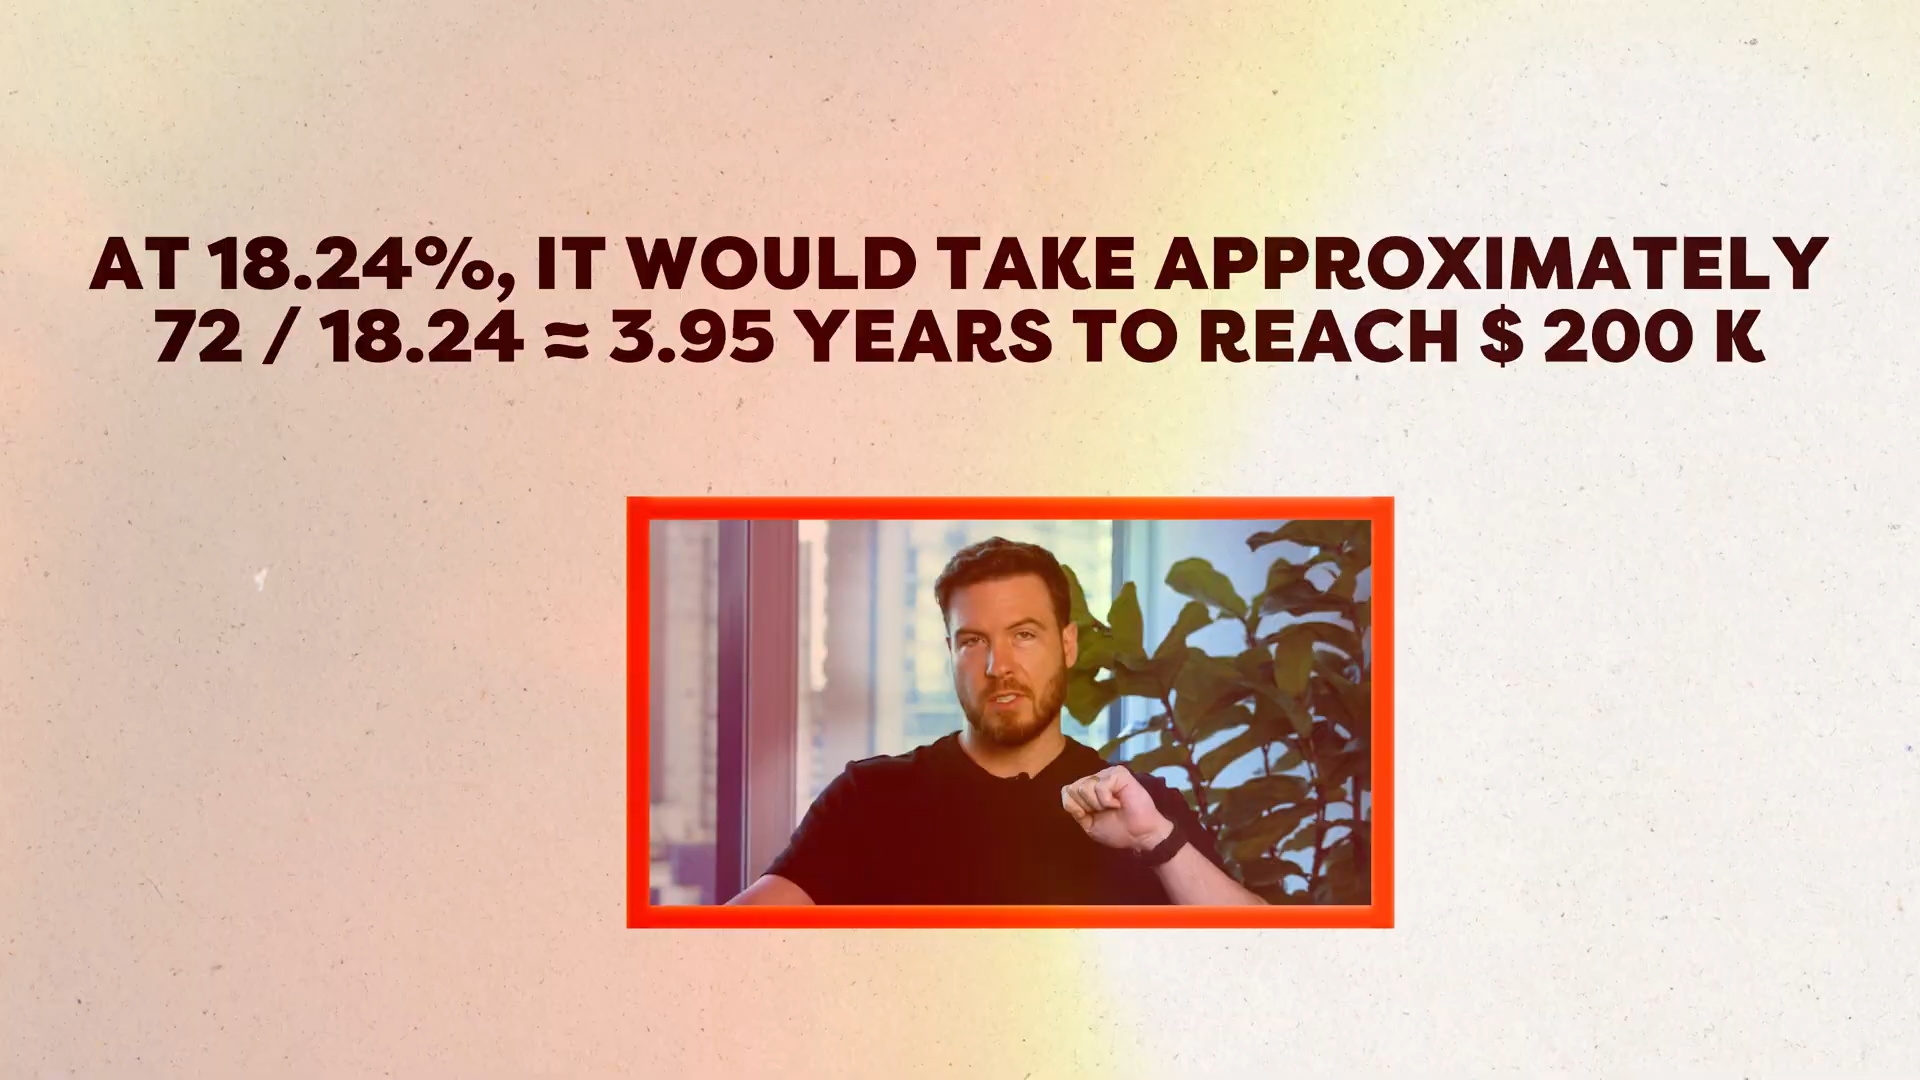 AT 18.24%, IT WOULD TAKE APPROXIMATELY
72 / 18.24 ≈ 3.95 YEARS TO REACH $ 200 K